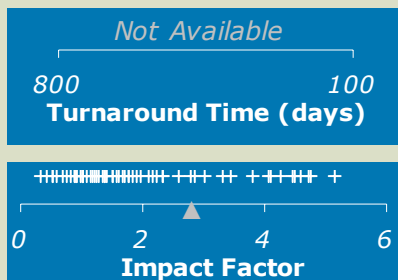 Not Available
800 100
Turnaround Time (days)
0 2 4 6
Impact Factor